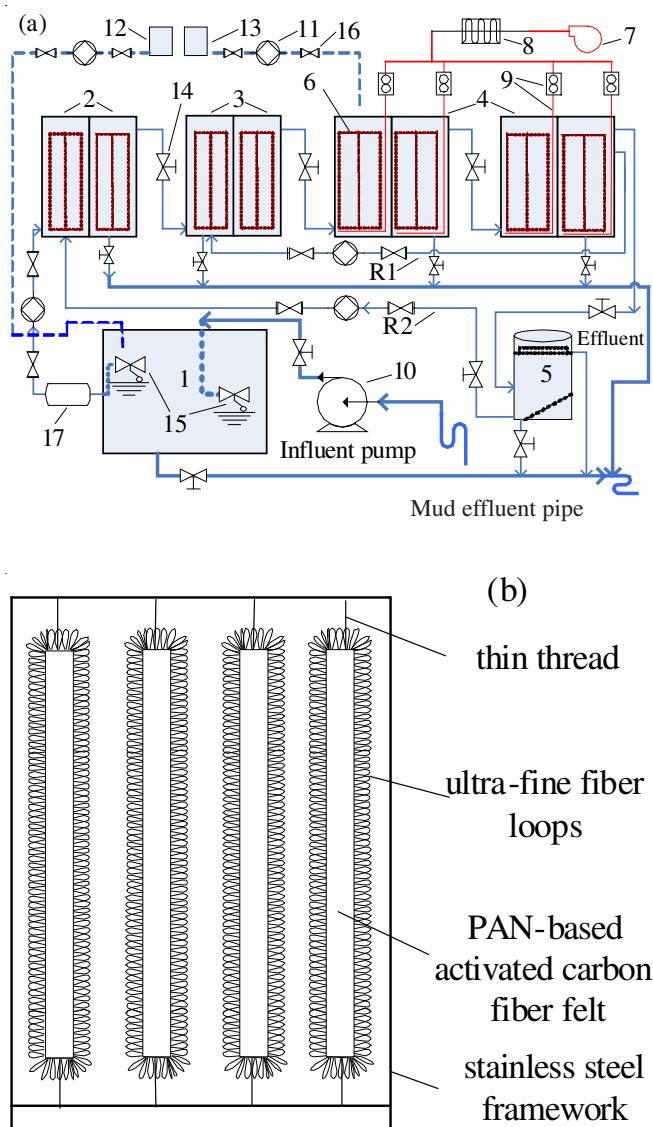 (a)
12
13
11
16
8
7
2
3
6
4
9
14
R1
R2
Effluent
1
15
5
10
17
Influent pump
Mud effluent pipe
(b)
thin thread
ultra-fine fiber
loops
PAN-based
activated carbon
fiber felt
stainless steel
framework